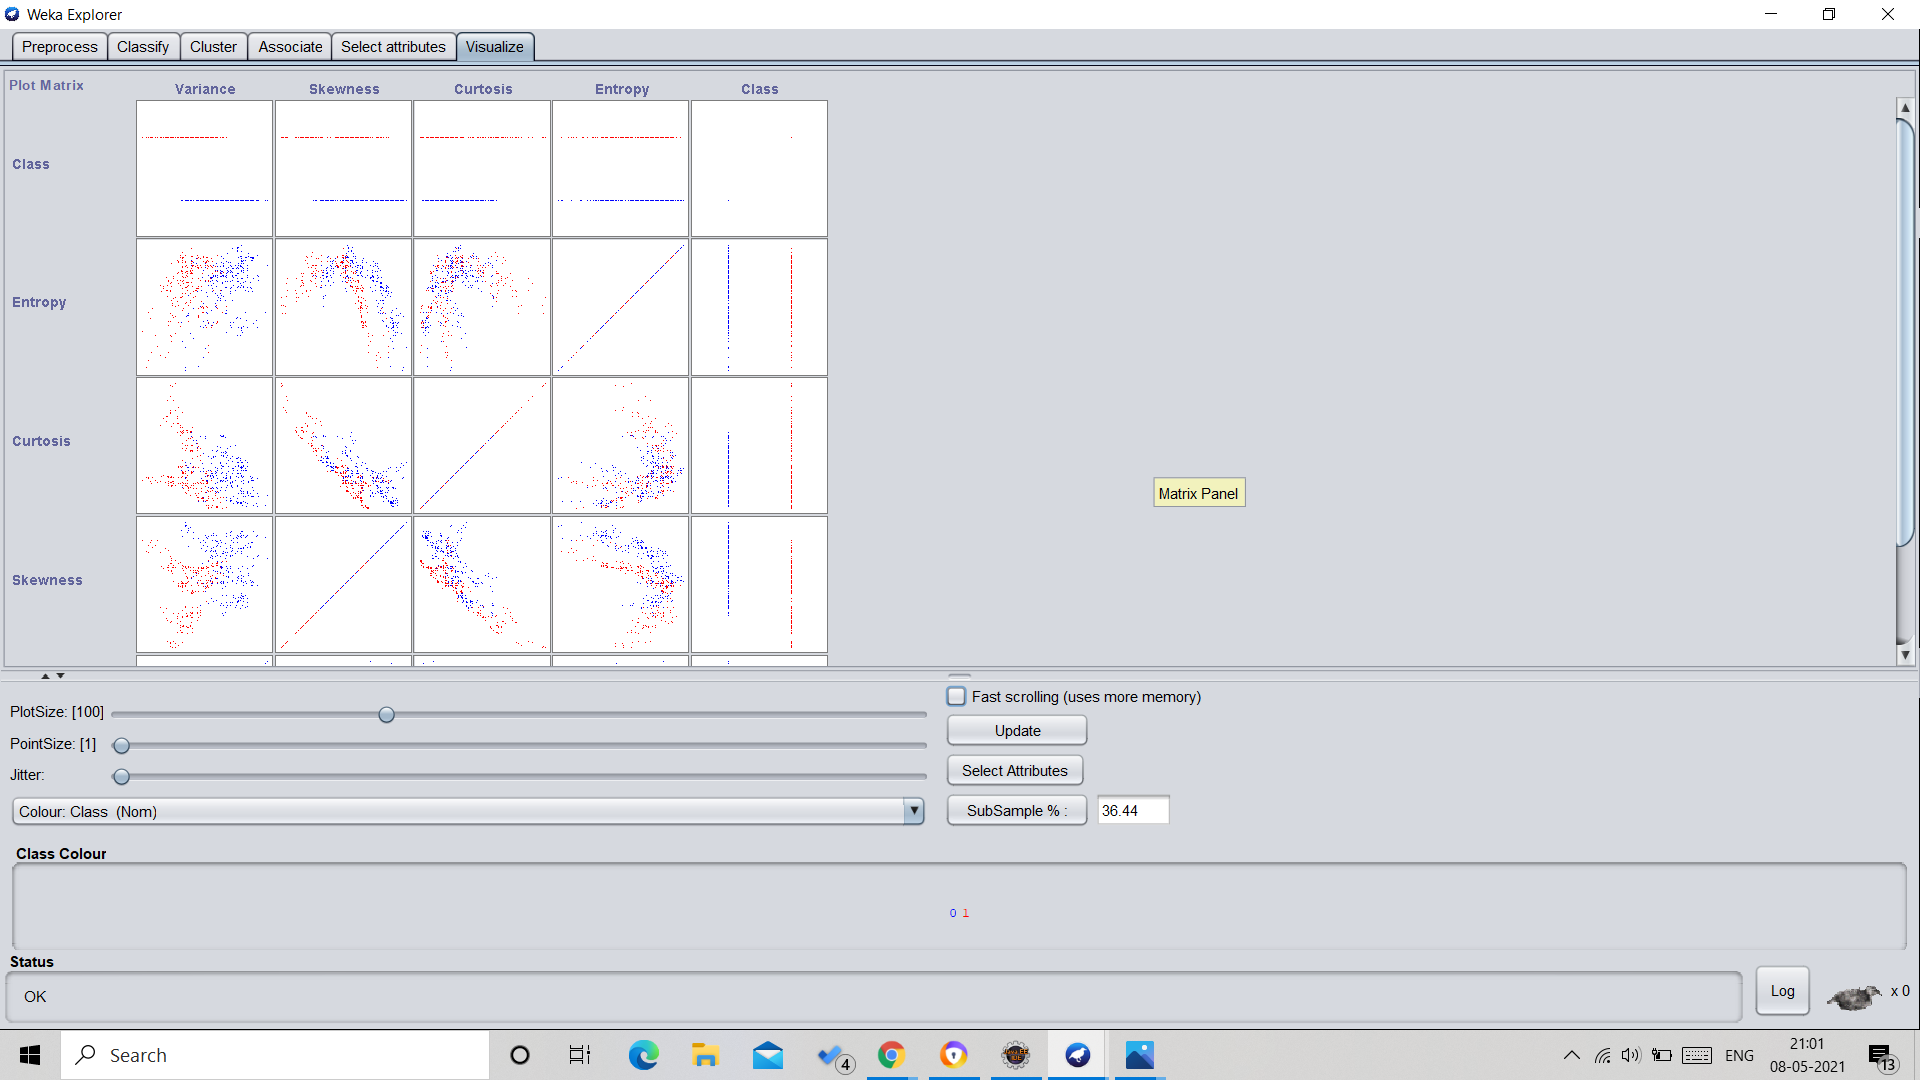 Weka Explorer
Preprocess Classify Cluster Associate Select attributes Visualize
Plot Matrix
Variance Skewness Curtosis Entropy Class
Class
Entropy
Curtosis
Skewness
Matrix Panel
PlotSize: [100]
PointSize: [1]
Jitter:
Colour: Class (Nom)
Fast scrolling (uses more memory)
Update
Select Attributes
SubSample % : 36.44
Class Colour
0 1
Status
OK
Log
x 0
Search
4
ENG
21:01
08-05-2021
13